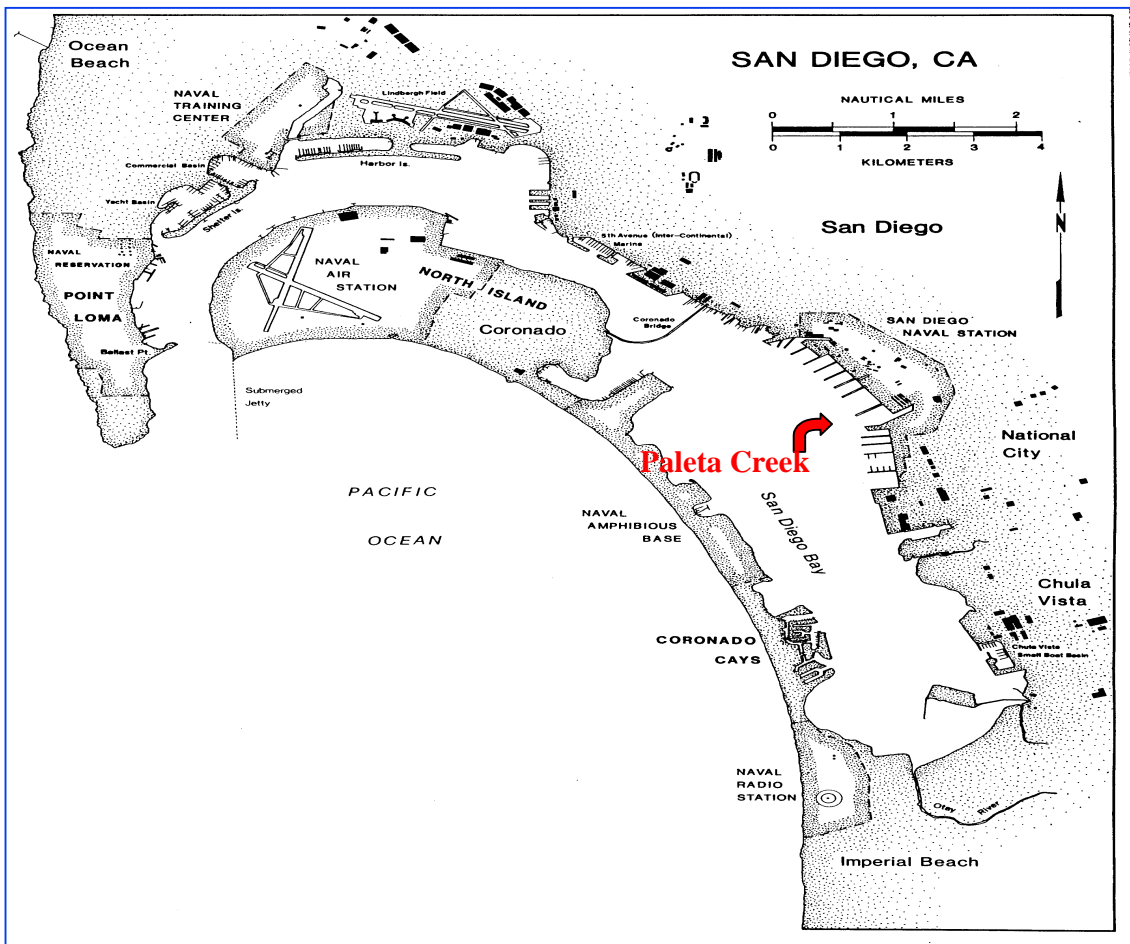 SAN DIEGO, CA
NAUTICAL MILES
0 1 2
0 1 2 3 4
KILOMETERS
N
Ocean
Beach
NAVAL
TRAINING
CENTER
Lindbergh Field
Commercial Basin
Harbor Is.
Yacht Basin
Shelter Is.
San Diego
5th Avenue (Inter-Continental)
Marina
NAVAL
RESERVATION
POINT
LOMA
Ballast Pt.
NAVAL
AIR
STATION
NORTH ISLAND
Coronado
Coronado
Bridge
SAN DIEGO
NAVAL STATION
Submerged
Jetty
National
City
Paleta Creek
PACIFIC
OCEAN
NAVAL
AMPHIBIOUS
BASE
San Diego Bay
Chula
Vista
CORONADO
CAYS
Chula Vista
Small Boat Basin
NAVAL
RADIO
STATION
Otay River
Imperial Beach